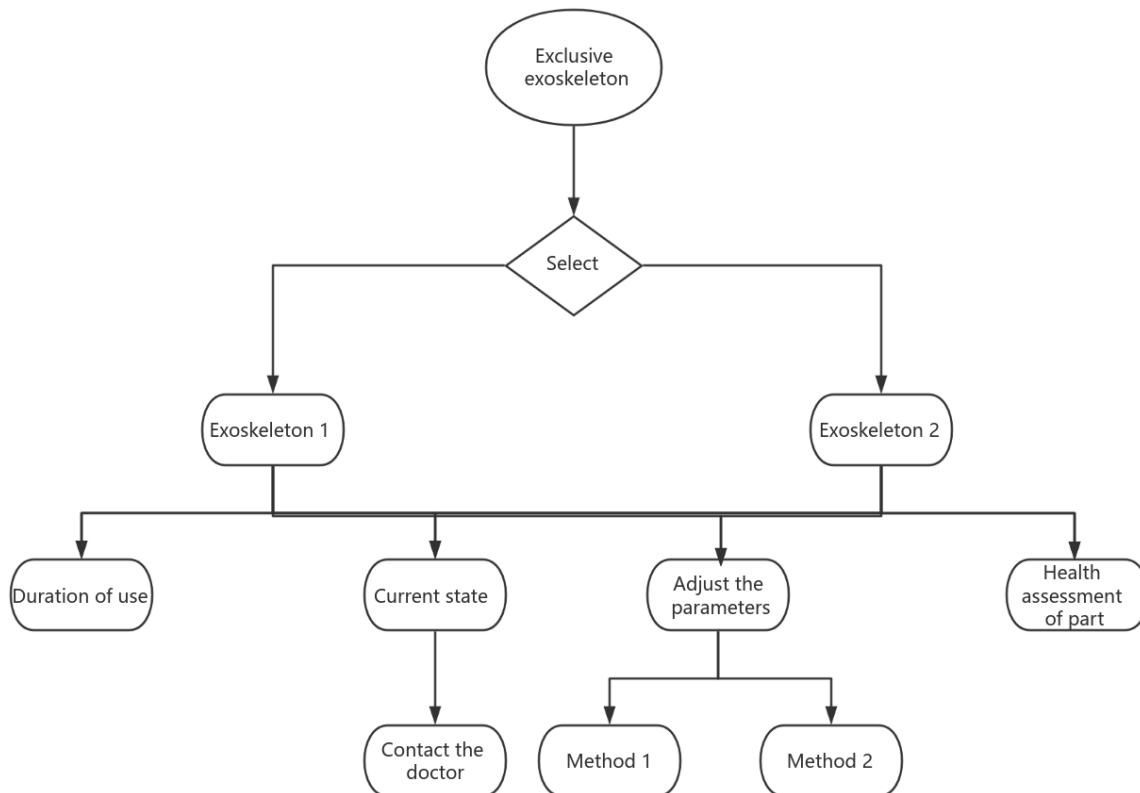 Exclusive
exoskeleton
Select
Exoskeleton 1
Exoskeleton 2
Duration of use
Current state
Adjust the
parameters
Health
assessment
of part
Contact the
doctor
Method 1
Method 2